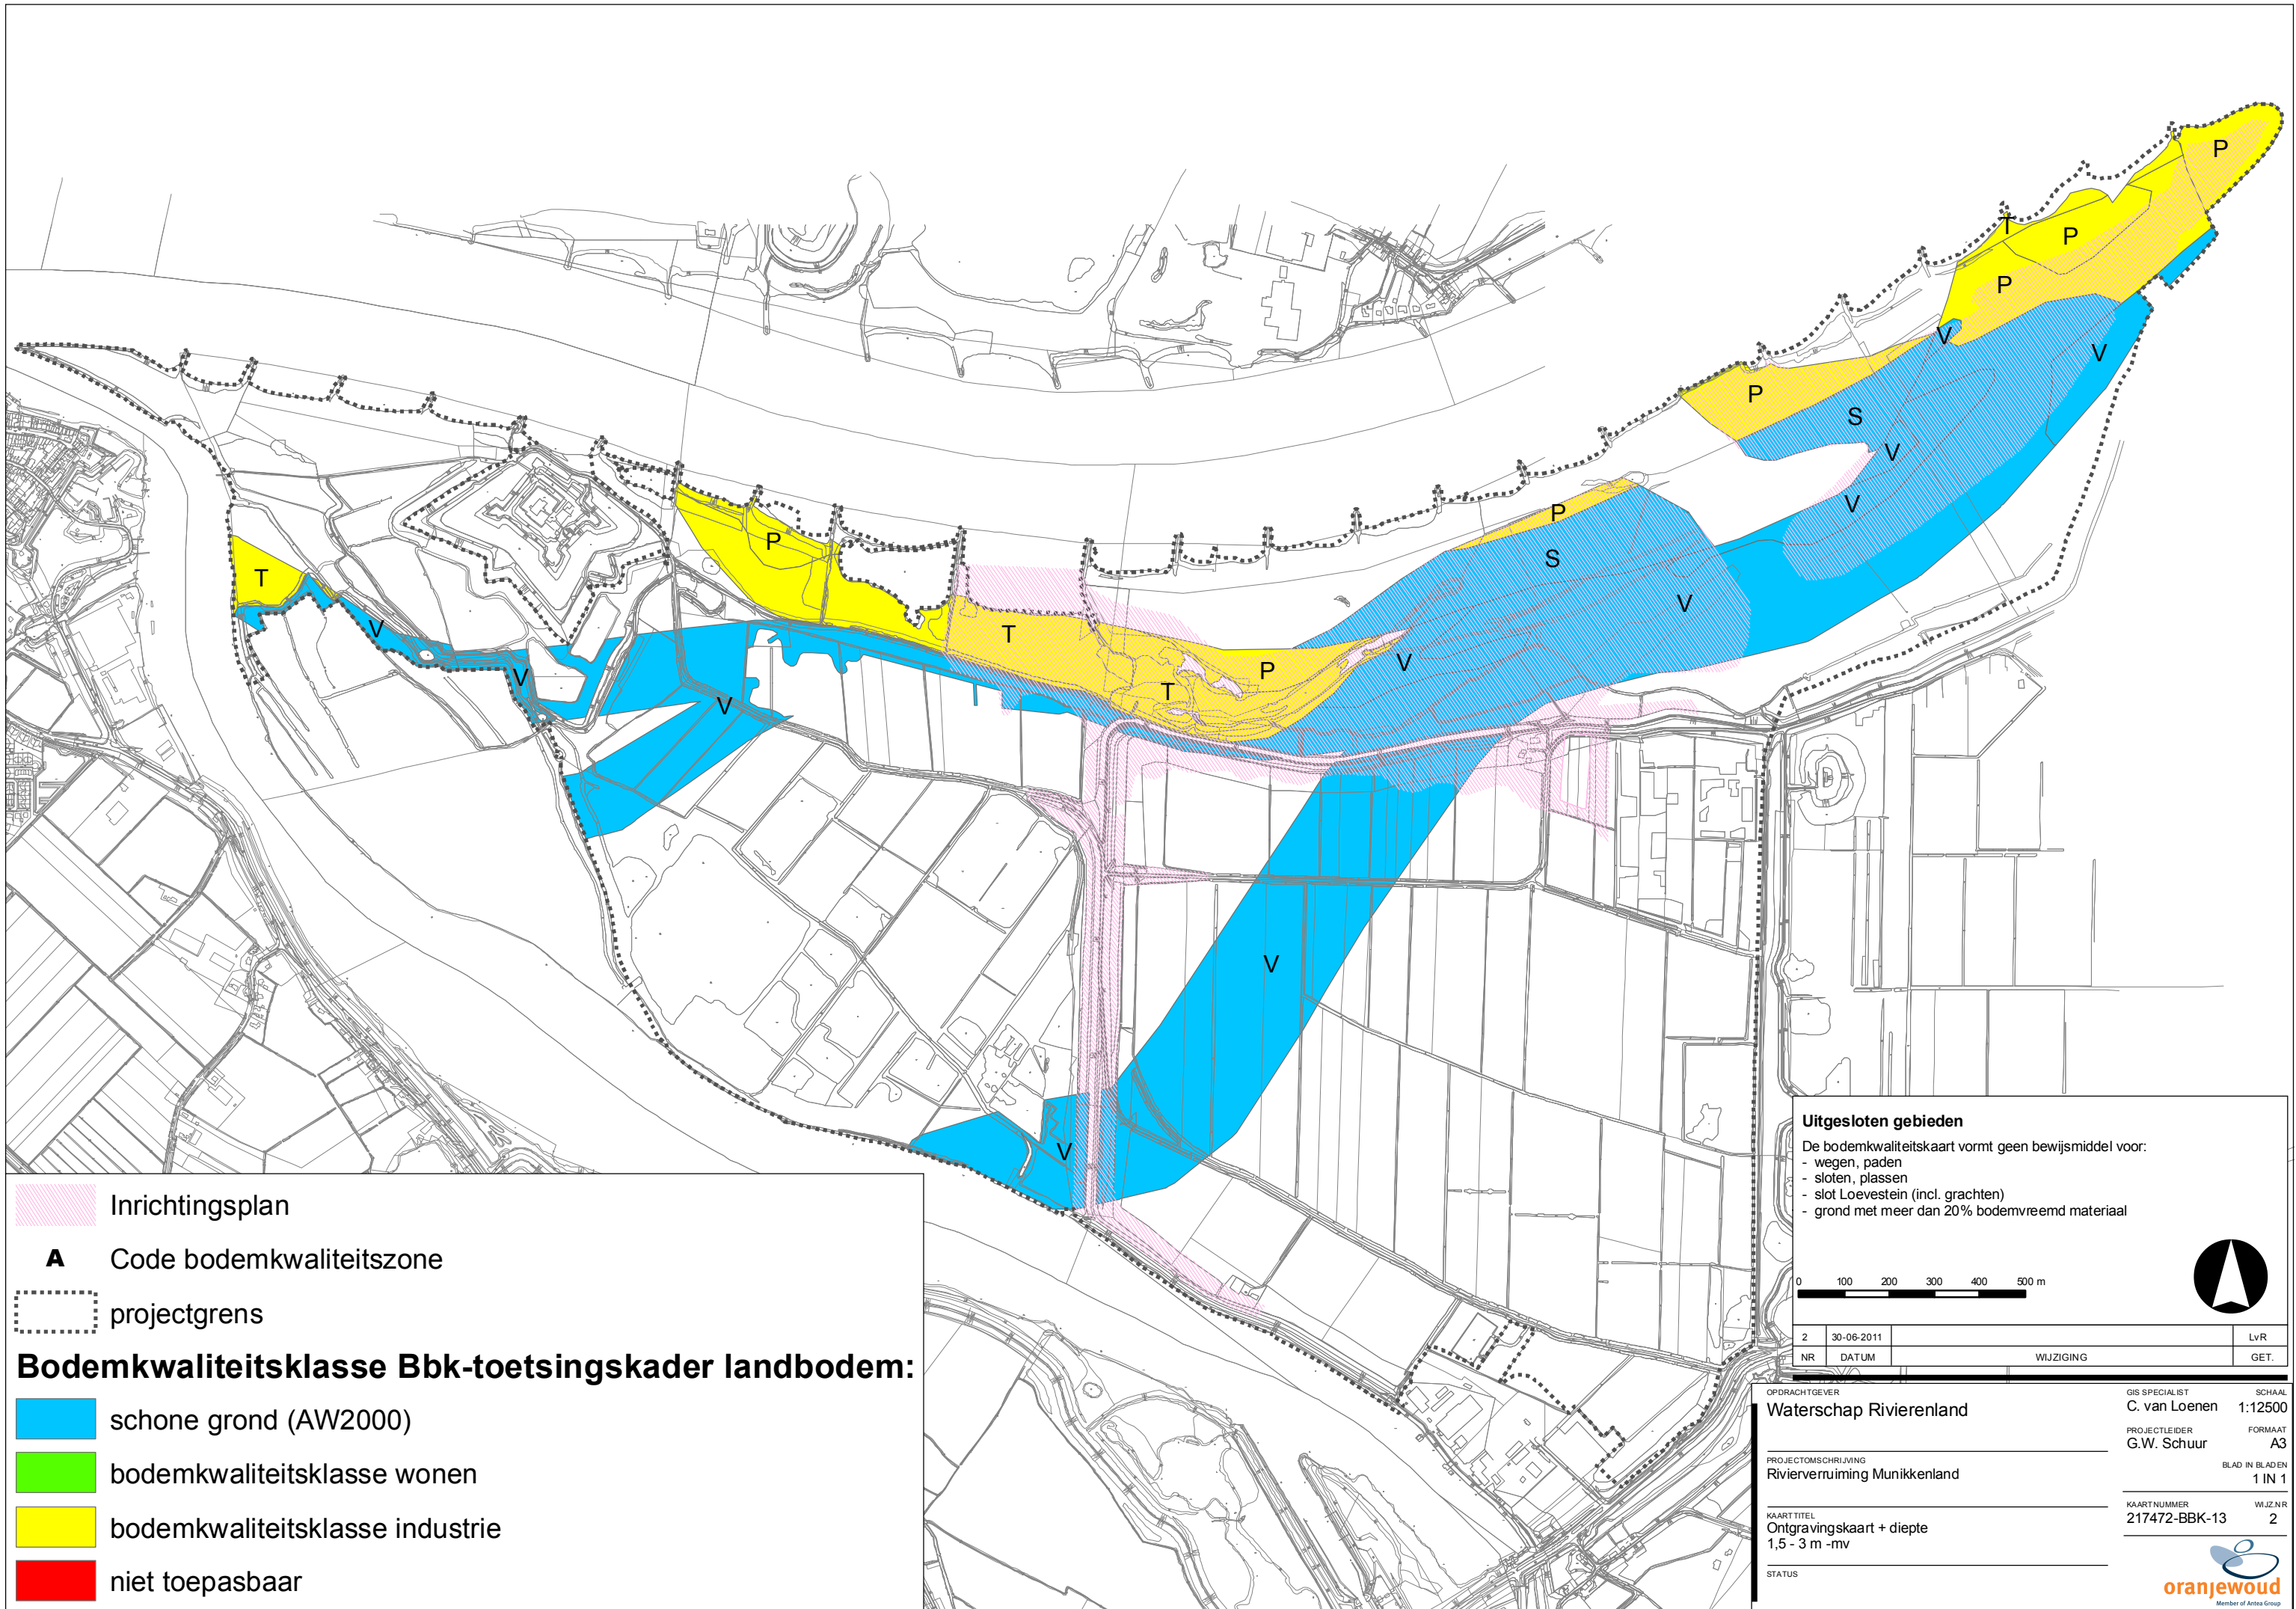 P
T
P
P
V
V
P
S
V
V
P
S
P
T
V
T
P
V
V
T
V
V
V
V
Inrichtingsplan
A Code bodemkwaliteitszone
projectgrens
Bodemkwaliteitsklasse Bbk-toetsingskader landbodem:
schone grond (AW2000)
bodemkwaliteitsklasse wonen
bodemkwaliteitsklasse industrie
niet toepasbaar
Uitgesloten gebieden
De bodemkwaliteitskaart vormt geen bewijsmiddel voor:
- wegen, paden
- sloten, plassen
- slot Loevestein (incl. grachten)
- grond met meer dan 20% bodemvreemd materiaal
0 100 200 300 400 500 m
2 30-06-2011 LvR
NR DATUM WIJZIGING GET.
OPDRACHTGEVER
Waterschap Rivierenland
PROJECTOMSCHRIJVING
Rivierverruiming Munikkenland
KAARTTITEL
Ontgravingskaart + diepte
1,5 - 3 m -mv
STATUS
GIS SPECIALIST SCHAAL
C. van Loenen 1:12500
PROJECTLEIDER FORMAAT
G.W. Schuur A3
BLAD IN BLADEN
1 IN 1
KAARTNUMMER WIJZ.NR
217472-BBK-13 2
oranjewoud
Member of Antea Group